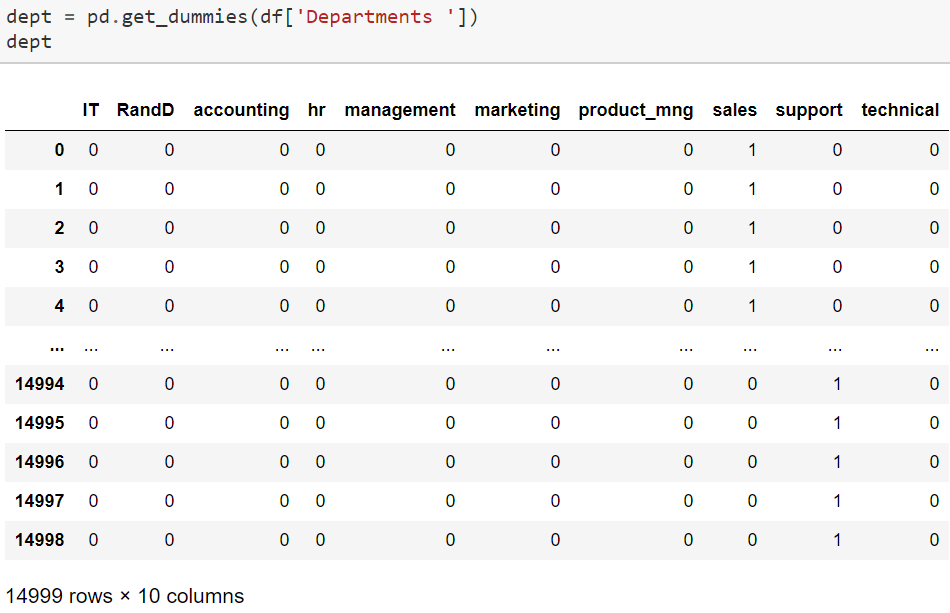 dept = pd.get_dummies(df['Departments '])
dept
IT RandD accounting hr management marketing product_mng sales support technical
0 0 0 0 0 0 0 0 1 0 0
1 0 0 0 0 0 0 0 1 0 0
2 0 0 0 0 0 0 0 1 0 0
3 0 0 0 0 0 0 0 1 0 0
4 0 0 0 0 0 0 0 1 0 0
... ... ... ... ... ... ... ... ... ... ...
14994 0 0 0 0 0 0 0 0 1 0
14995 0 0 0 0 0 0 0 0 1 0
14996 0 0 0 0 0 0 0 0 1 0
14997 0 0 0 0 0 0 0 0 1 0
14998 0 0 0 0 0 0 0 0 1 0
14999 rows × 10 columns